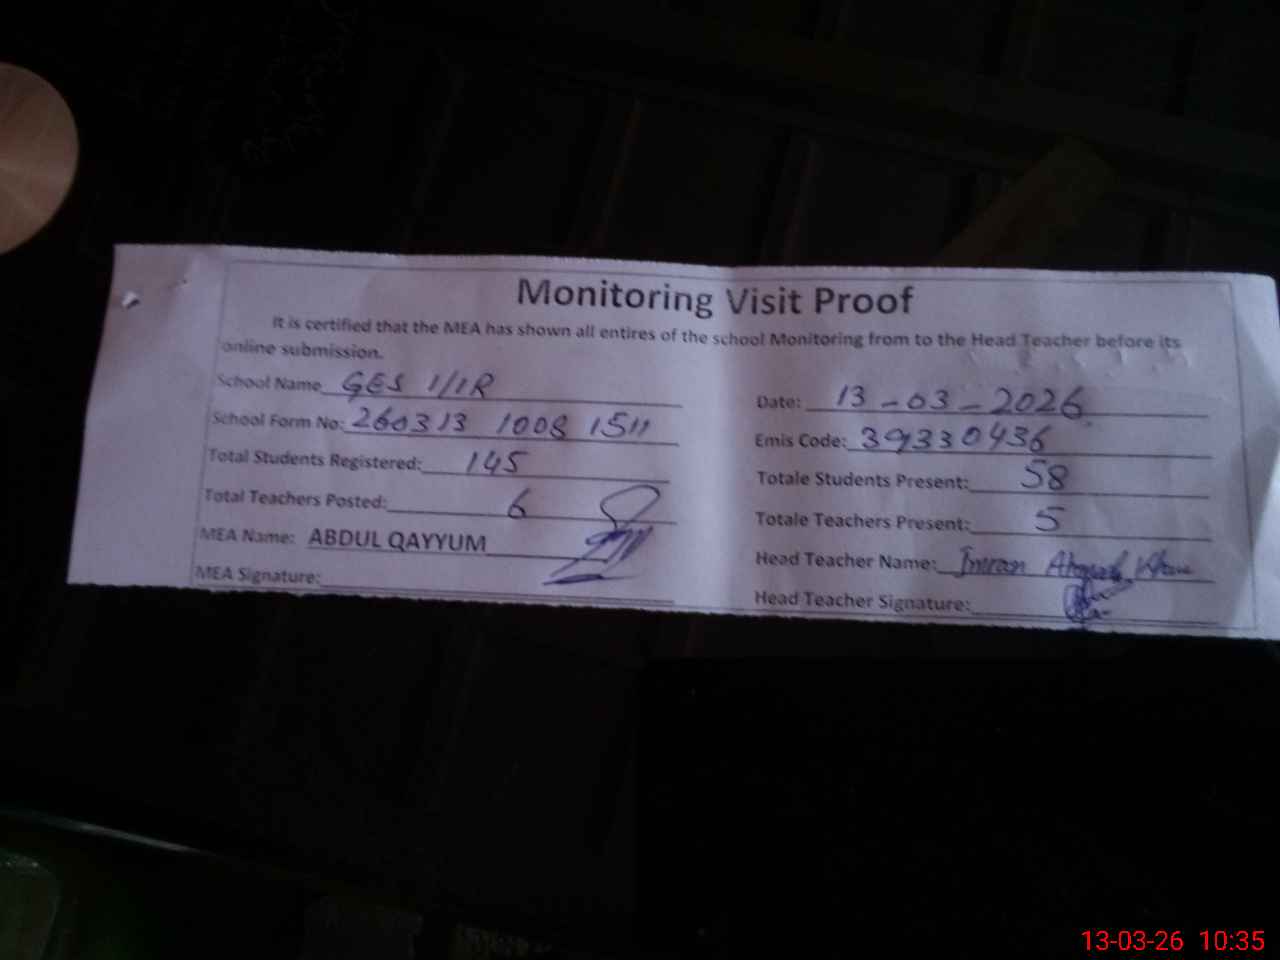 Monitoring Visit Proof
It is certified that the MEA has shown all entires of the school Monitoring from to the Head Teacher before its
online submission.
School Name GES 1/1R
School Form No: 260313 1008 1511
Total Students Registered: 145
Total Teachers Posted: 6
MEA Name: ABDUL QAYYUM
MEA Signature:
Date: 13-03-2026
Emis Code: 39330436
Totale Students Present: 58
Totale Teachers Present: 5
Head Teacher Name: Imran Ahmad Khan
Head Teacher Signature:
13-03-26 10:35